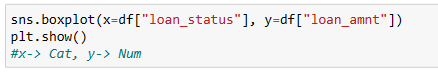 sns.boxplot(x=df["loan_status"], y=df["loan_amnt"])
plt.show()
#x-> Cat, y-> Num